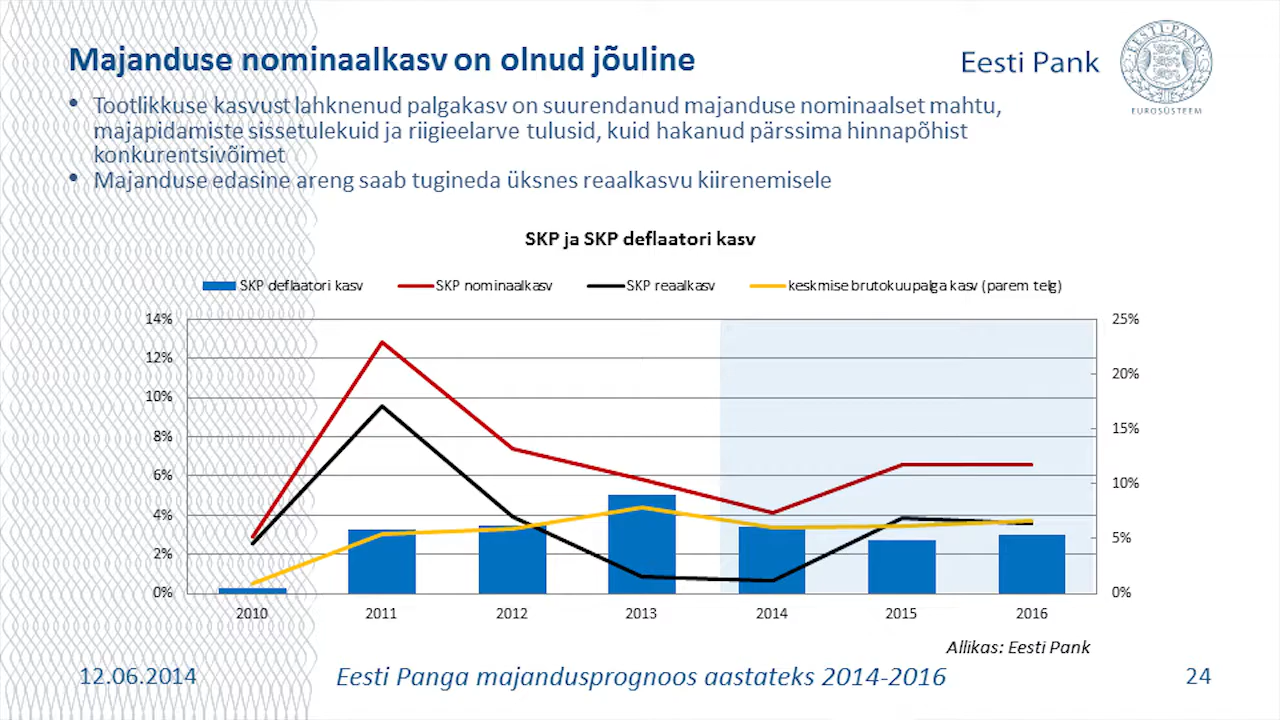 Majanduse nominaalkasv on olnud jõuline
Eesti Pank
EESTI PANK
EUROSÜSTEEM
• Tootlikkuse kasvust lahknenud palgakasv on suurendanud majanduse nominaalset mahtu,
majapidamiste sissetulekuid ja riigieelarve tulusid, kuid hakanud pärssima hinnapõhist
konkurentsivõimet
• Majanduse edasine areng saab tugineda üksnes reaalkasvu kiirenemisele
SKP ja SKP deflaatori kasv
SKP deflaatori kasv SKP nominaalkasv SKP reaalkasv keskmise brutokuupalga kasv (parem telg)
14% 25%
12%
20%
10%
15%
8%
6%
10%
4%
5%
2%
0% 0%
2010 2011 2012 2013 2014 2015 2016
Allikas: Eesti Pank
12.06.2014 Eesti Panga majandusprognoos aastateks 2014-2016 24